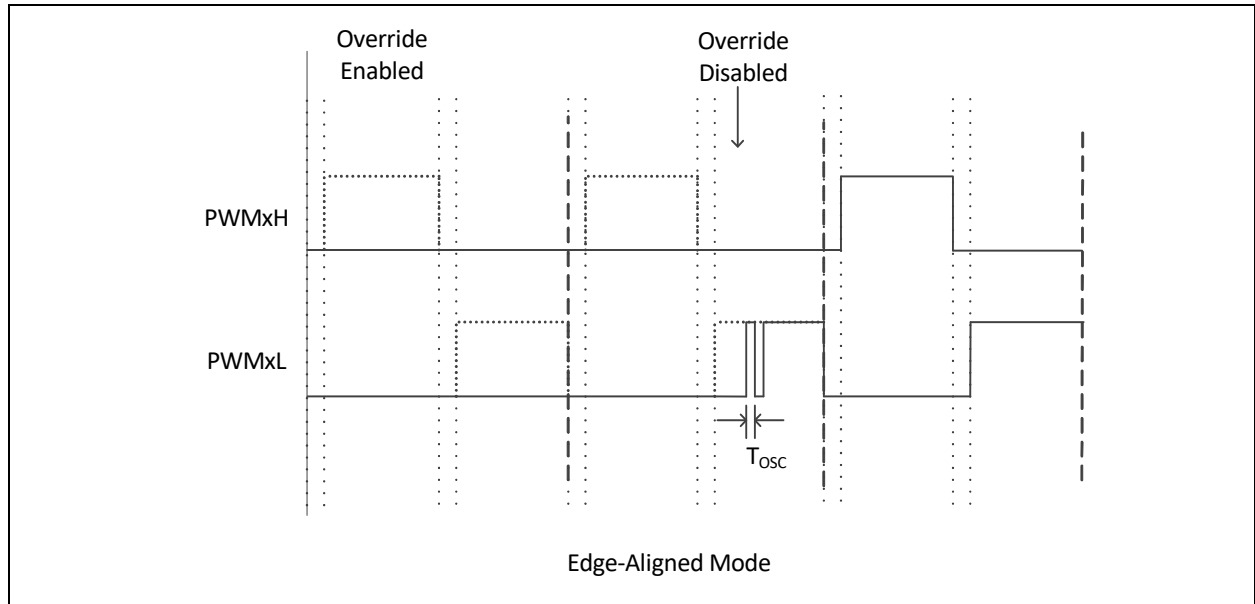 Override
Enabled
Override
Disabled
PWMxH
PWMxL
TOSC
Edge-Aligned Mode